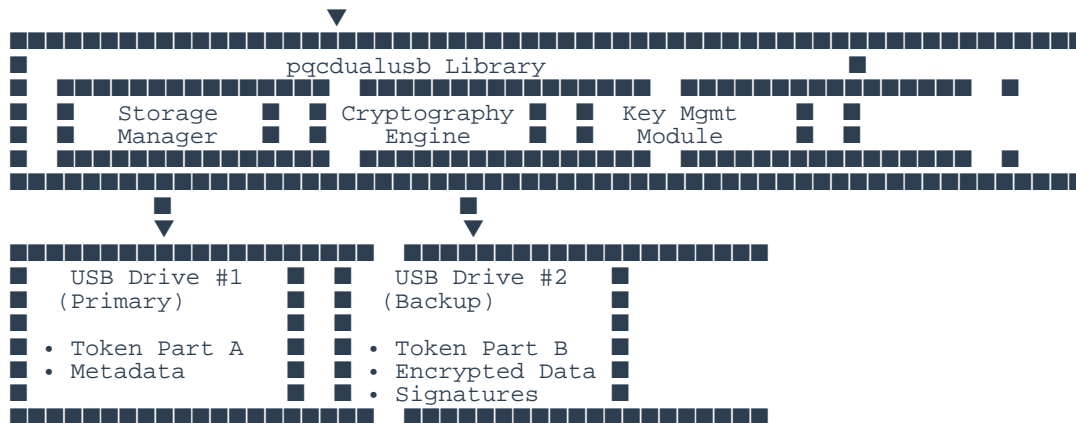 pqcdualusb Library
Storage Cryptography Key Mgmt
Manager Engine Module
USB Drive #1 USB Drive #2
(Primary) (Backup)
• Token Part A • Token Part B
• Metadata • Encrypted Data
• Signatures